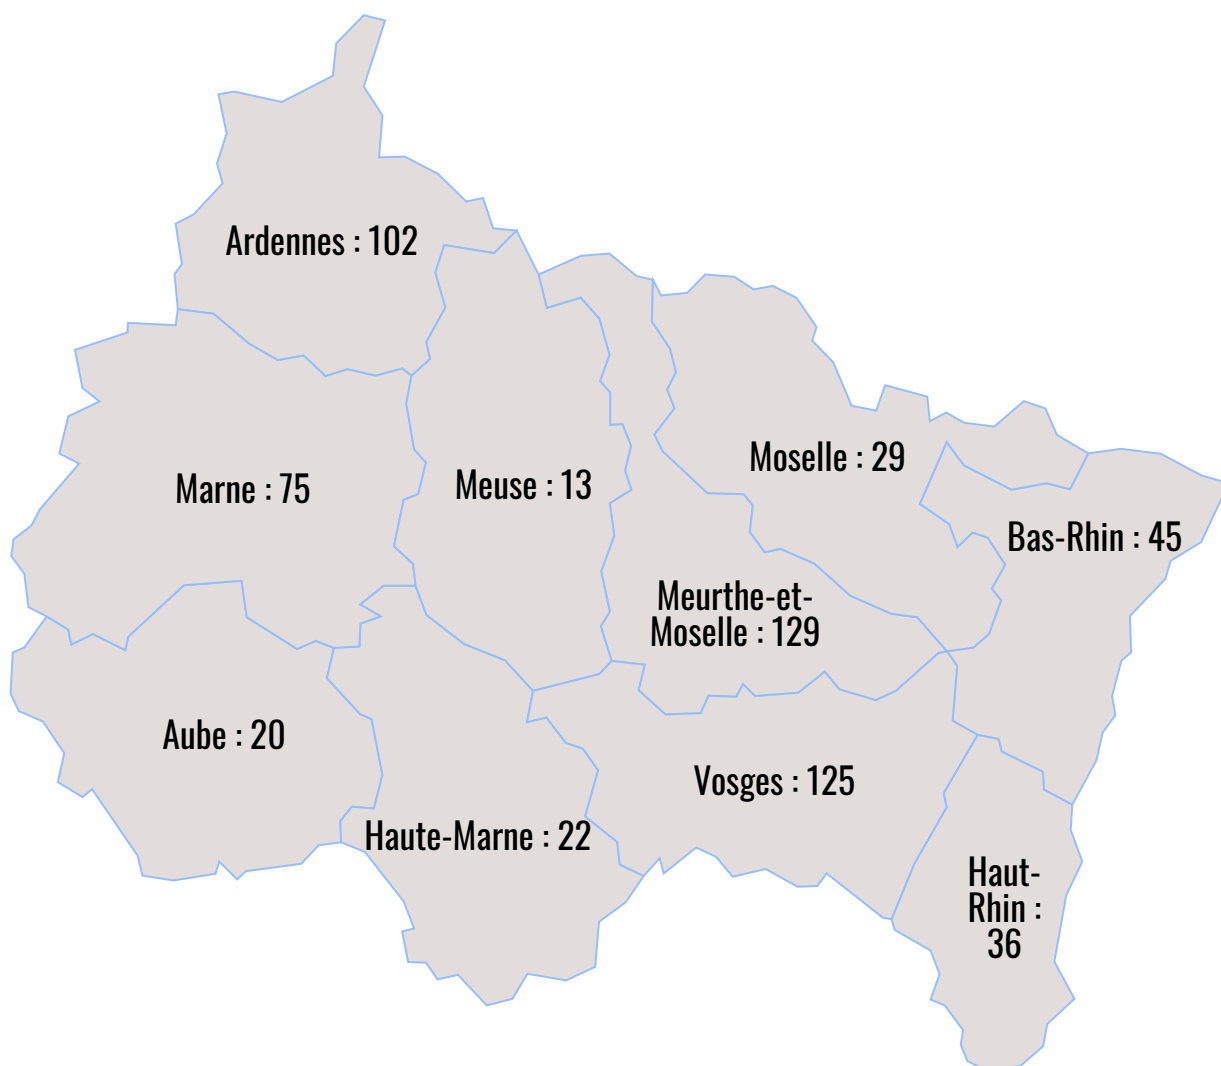 Ardennes : 102
Moselle : 29
Marne : 75
Meuse : 13
Bas-Rhin : 45
Meurthe-et-
Moselle : 129
Aube : 20
Vosges : 125
Haute-Marne : 22
Haut-
Rhin :
36